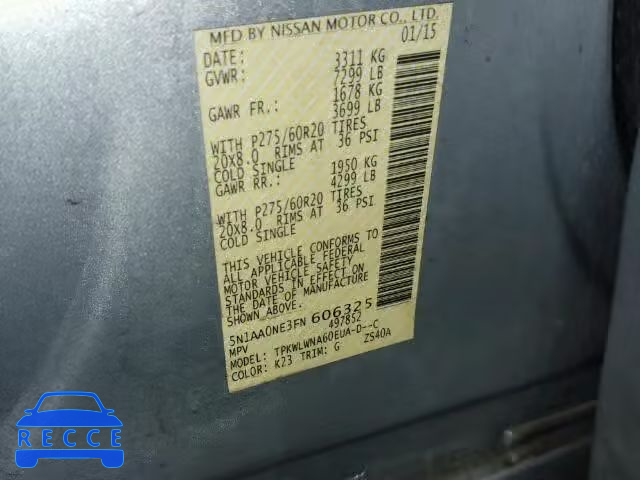 MFD BY NISSAN MOTOR CO., LTD.
DATE: 01/15
GVWR: 3311 KG
7299 LB
GAWR FR.: 1678 KG
3699 LB
WITH P275/60R20 TIRES
20X8.0 RIMS AT 36 PSI
COLD SINGLE
GAWR RR.: 1950 KG
4299 LB
WITH P275/60R20 TIRES
20X8.0 RIMS AT 36 PSI
COLD SINGLE
THIS VEHICLE CONFORMS TO
ALL APPLICABLE FEDERAL
MOTOR VEHICLE SAFETY
STANDARDS IN EFFECT ON
THE DATE OF MANUFACTURE
SHOWN ABOVE.
5N1AA0NE3FN 606325
MPV 497852
MODEL: TPKWLWNA60EUA-D--C
COLOR: K23 TRIM: G ZS40A
RECCE